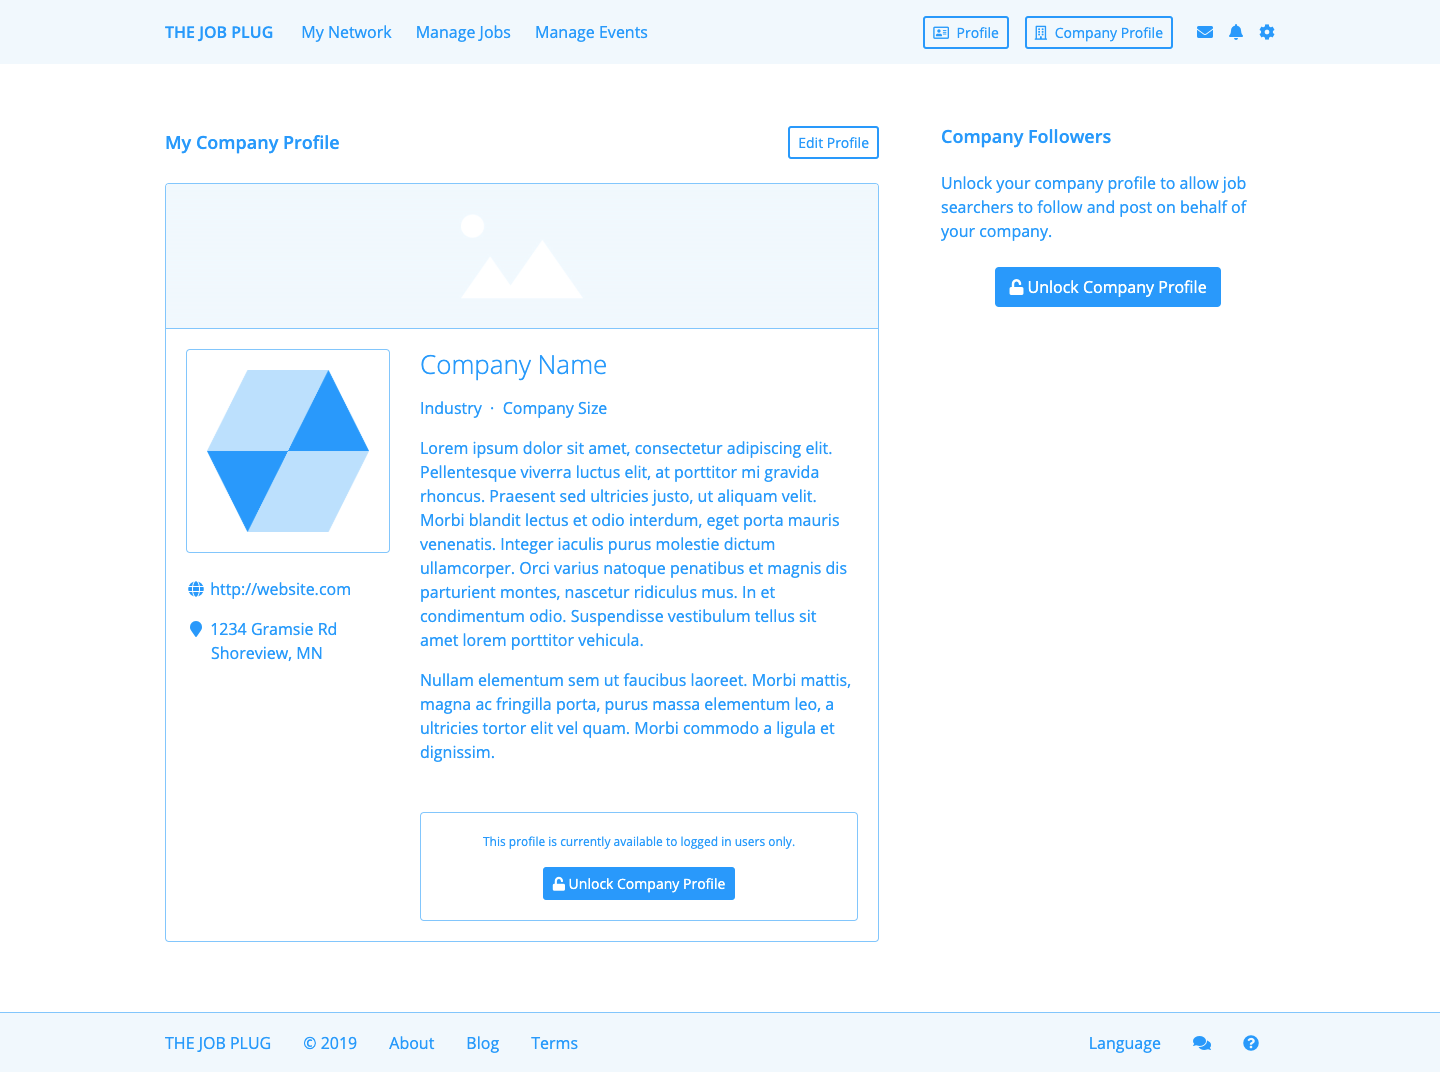 THE JOB PLUG My Network Manage Jobs Manage Events Profile Company Profile
My Company Profile
Edit Profile
Company Name
Industry · Company Size
Lorem ipsum dolor sit amet, consectetur adipiscing elit.
Pellentesque viverra luctus elit, at porttitor mi gravida
rhoncus. Praesent sed ultricies justo, ut aliquam velit.
Morbi blandit lectus et odio interdum, eget porta mauris
venenatis. Integer iaculis purus molestie dictum
ullamcorper. Orci varius natoque penatibus et magnis dis
parturient montes, nascetur ridiculus mus. In et
condimentum odio. Suspendisse vestibulum tellus sit
amet lorem porttitor vehicula.
Nullam elementum sem ut faucibus laoreet. Morbi mattis,
magna ac fringilla porta, purus massa elementum leo, a
ultricies tortor elit vel quam. Morbi commodo a ligula et
dignissim.
http://website.com
1234 Gramsie Rd
Shoreview, MN
This profile is currently available to logged in users only.
Unlock Company Profile
Company Followers
Unlock your company profile to allow job
searchers to follow and post on behalf of
your company.
Unlock Company Profile
THE JOB PLUG © 2019 About Blog Terms Language